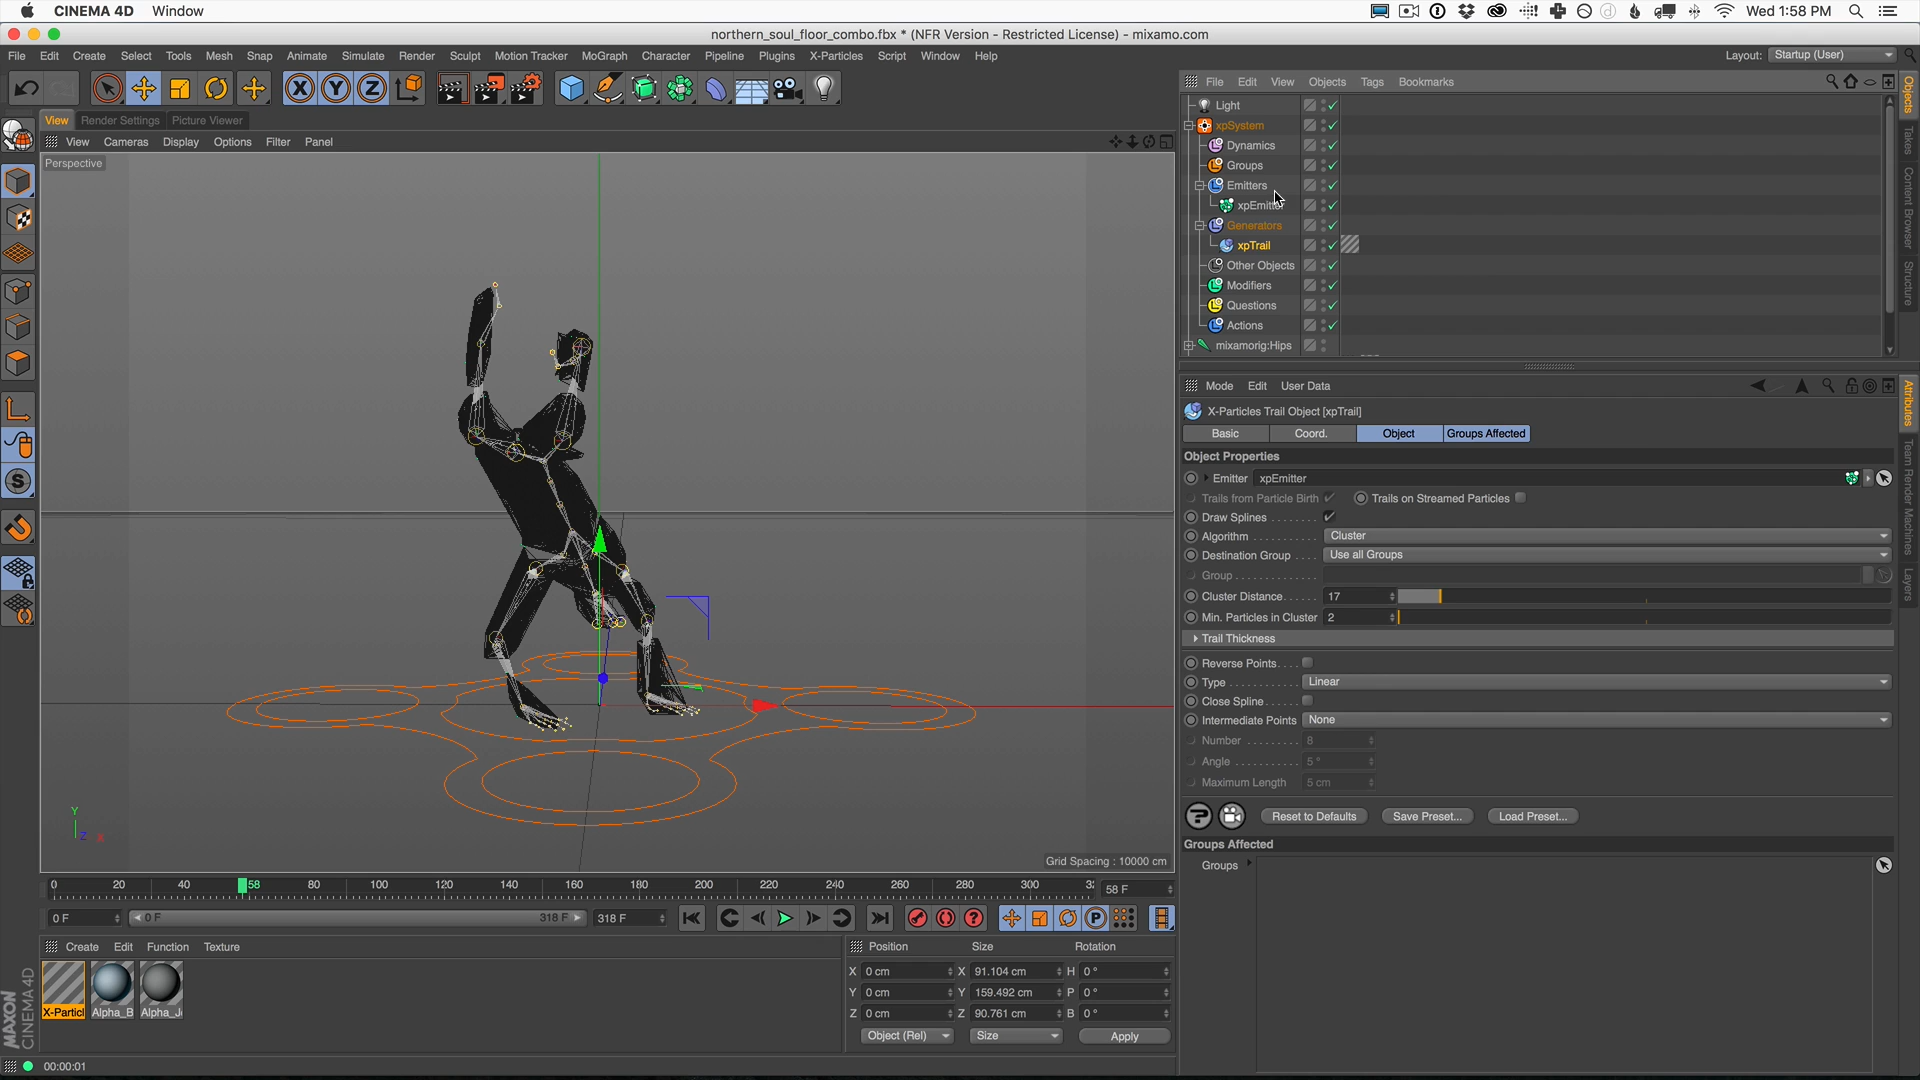 CINEMA 4D Window Wed 1:58 PM
northern_soul_floor_combo.fbx * (NFR Version - Restricted License) - mixamo.com
File Edit Create Select Tools Mesh Snap Animate Simulate Render Sculpt Motion Tracker MoGraph Character Pipeline Plugins X-Particles Script Window Help Layout: Startup (User)
X Y Z
File Edit View Objects Tags Bookmarks
View Render Settings Picture Viewer
View Cameras Display Options Filter Panel
Perspective
Light
xpSystem
Dynamics
Groups
Emitters
xpEmitter
Generators
xpTrail
Other Objects
Modifiers
Questions
Actions
mixamorig:Hips
Objects
Takes
Content Browser
Structure
Mode Edit User Data
X-Particles Trail Object [xpTrail]
Basic Coord. Object Groups Affected
Object Properties
Emitter xpEmitter
Trails from Particle Birth Trails on Streamed Particles
Draw Splines
Algorithm Cluster
Destination Group Use all Groups
Group
Cluster Distance 17
Min. Particles in Cluster 2
Trail Thickness
Reverse Points
Type Linear
Close Spline
Intermediate Points None
Number 8
Angle 5 °
Maximum Length 5 cm
Reset to Defaults Save Preset... Load Preset...
Groups Affected
Groups
Attributes
Team Render Machines
Layers
Y
Z X
Grid Spacing : 10000 cm
0 20 40 58 80 100 120 140 160 180 200 220 240 260 280 300 58 F
0 F 0 F 318 F 318 F
Create Edit Function Texture
X-Particl Alpha_B Alpha_J
Position Size Rotation
X 0 cm X 91.104 cm H 0 °
Y 0 cm Y 159.492 cm P 0 °
Z 0 cm Z 90.761 cm B 0 °
Object (Rel) Size Apply
MAXON
CINEMA 4D
00:00:01